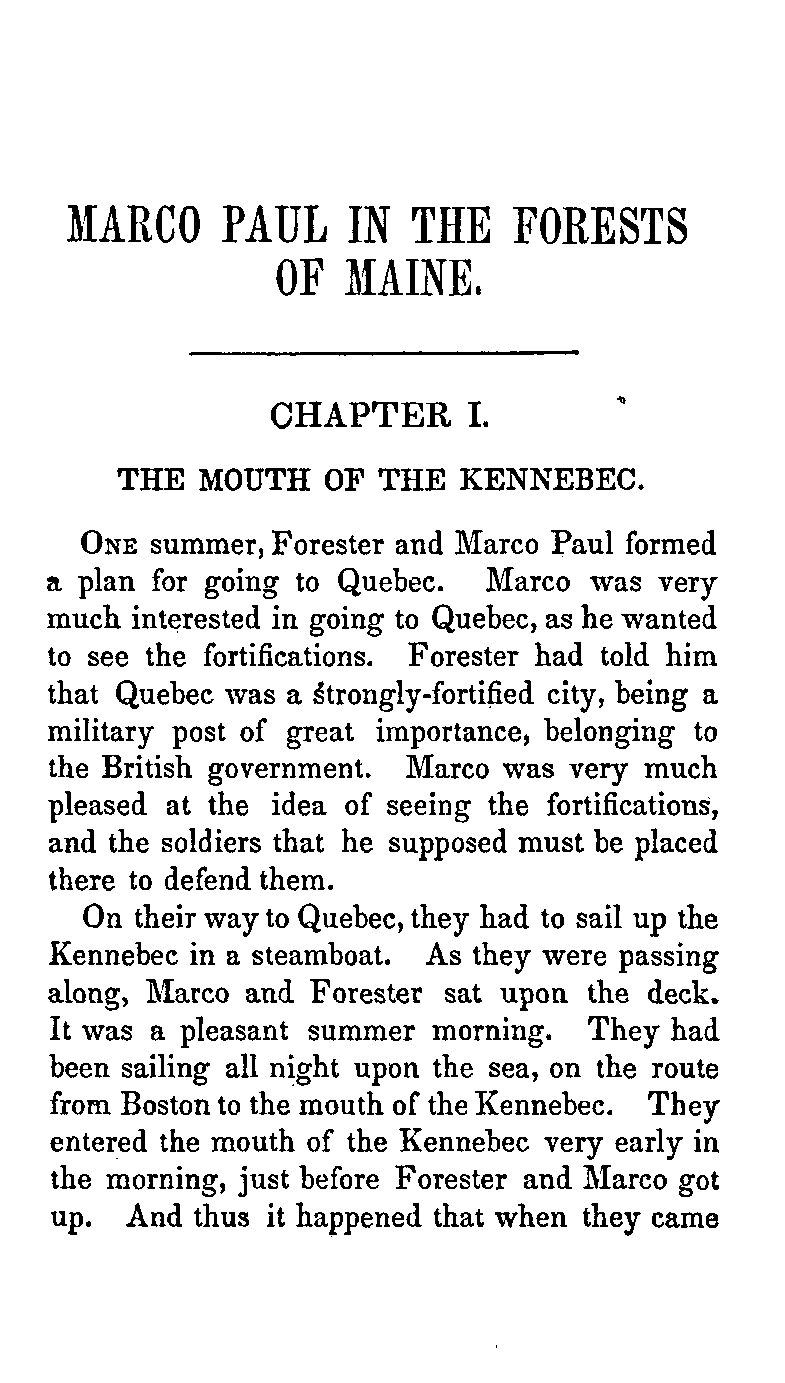 MARCO PAUL IN THE FORESTS
OF MAINE.
CHAPTER I.
THE MOUTH OF THE KENNEBEC.
ONE summer, Forester and Marco Paul formed
a plan for going to Quebec. Marco was very
much interested in going to Quebec, as he wanted
to see the fortifications. Forester had told him
that Quebec was a strongly-fortified city, being a
military post of great importance, belonging to
the British government. Marco was very much
pleased at the idea of seeing the fortifications,
and the soldiers that he supposed must be placed
there to defend them.
On their way to Quebec, they had to sail up the
Kennebec in a steamboat. As they were passing
along, Marco and Forester sat upon the deck.
It was a pleasant summer morning. They had
been sailing all night upon the sea, on the route
from Boston to the mouth of the Kennebec. They
entered the mouth of the Kennebec very early in
the morning, just before Forester and Marco got
up. And thus it happened that when they came